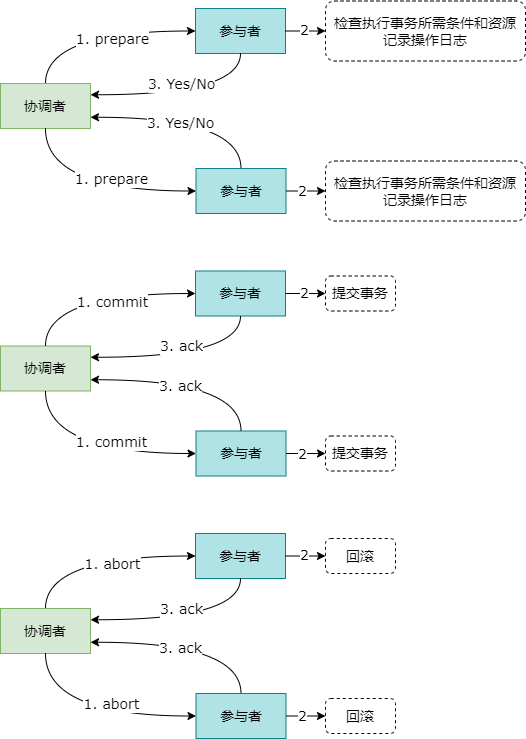 参与者
2
检查执行事务所需条件和资源
记录操作日志
1. prepare
3. Yes/No
协调者
3. Yes/No
1. prepare
参与者
2
检查执行事务所需条件和资源
记录操作日志
参与者
2
提交事务
1. commit
3. ack
协调者
3. ack
1. commit
参与者
2
提交事务
参与者
2
回滚
1. abort
3. ack
协调者
3. ack
1. abort
参与者
2
回滚